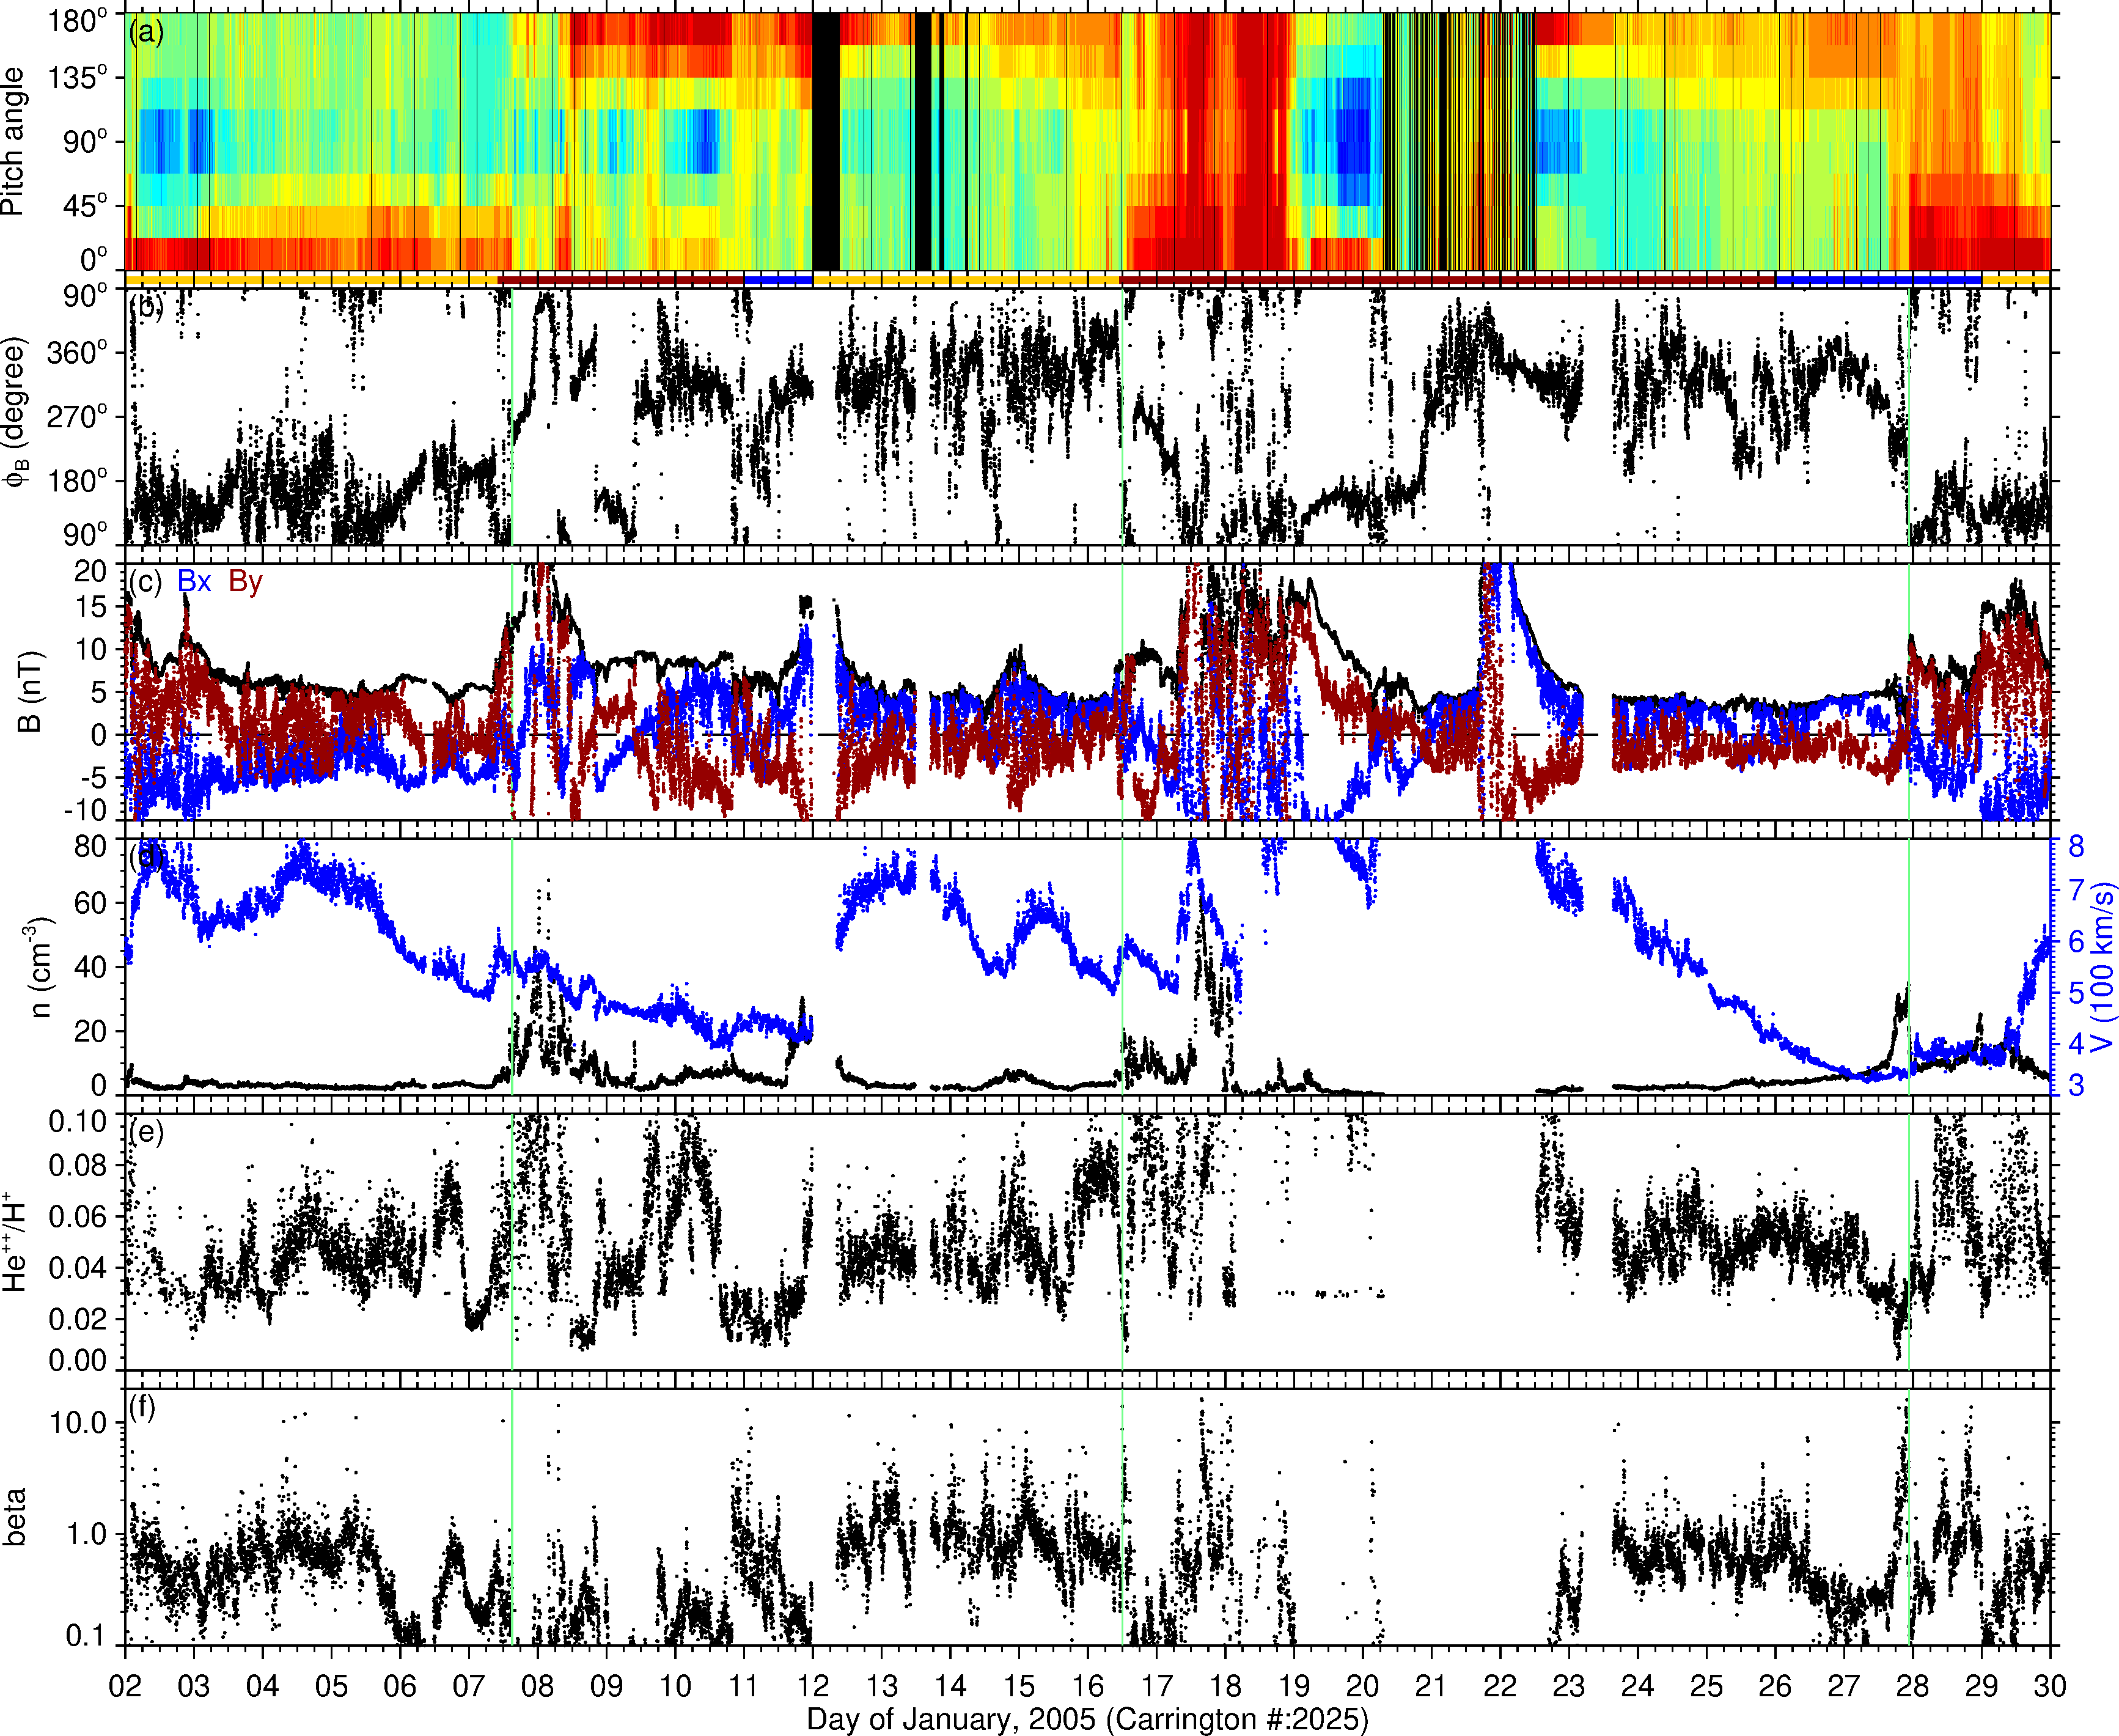 (a)
180°
135°
90°
45°
0°
Pitch angle
(b)
90°
360°
270°
180°
90°
ϕB (degree)
(c) Bx By
20
15
10
5
0
-5
-10
B (nT)
(d)
80
60
40
20
0
n (cm-3)
8
7
6
5
4
3
V (100 km/s)
(e)
0.10
0.08
0.06
0.04
0.02
0.00
He++/H+
(f)
10.0
1.0
0.1
beta
02 03 04 05 06 07 08 09 10 11 12 13 14 15 16 17 18 19 20 21 22 23 24 25 26 27 28 29 30
Day of January, 2005 (Carrington #:2025)